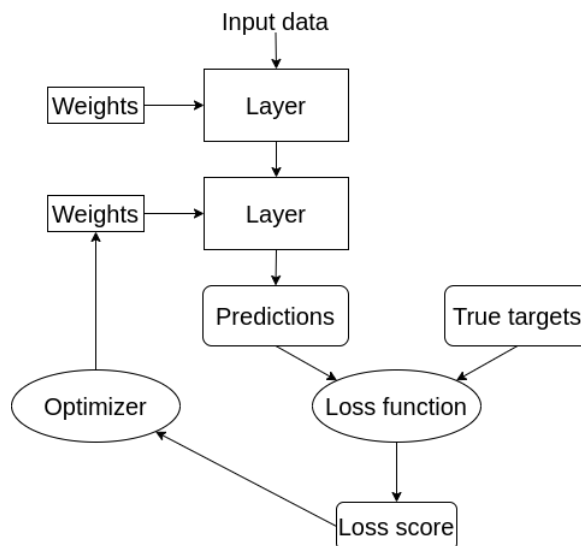 Input data
Weights
Layer
Weights
Layer
Predictions
True targets
Optimizer
Loss function
Loss score